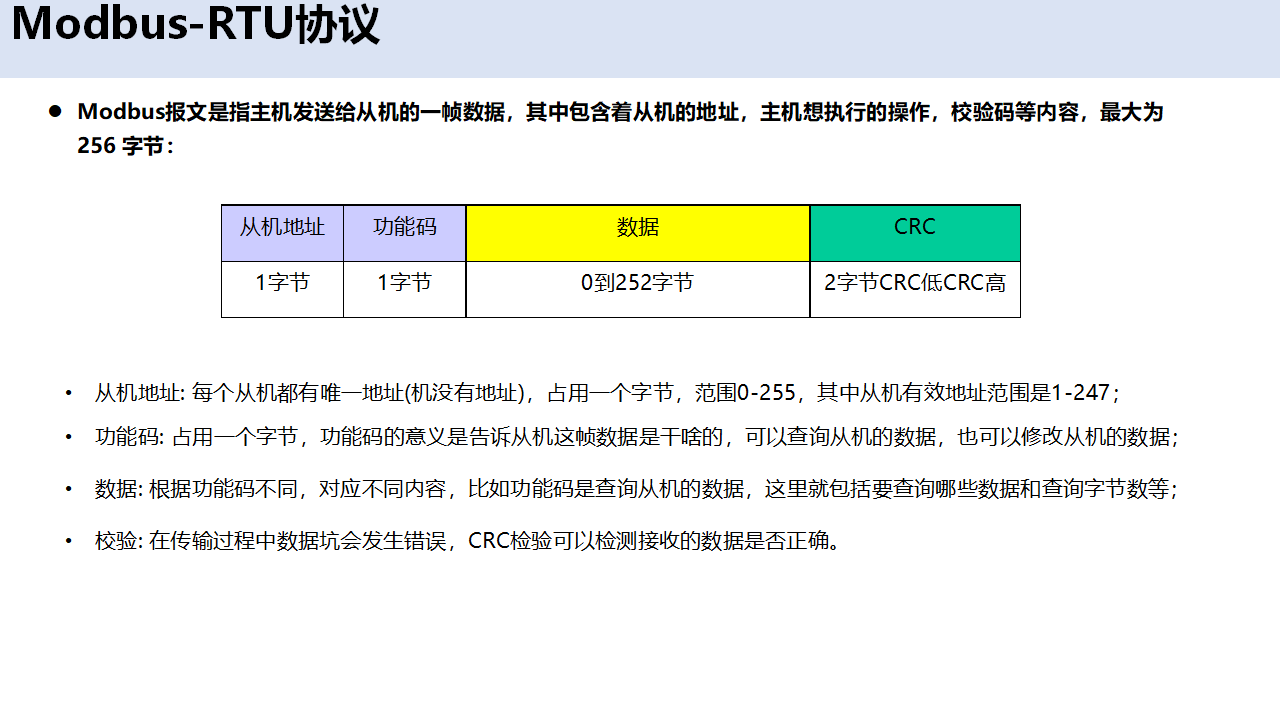 Modbus-RTU协议
● Modbus报文是指主机发送给从机的一帧数据，其中包含着从机的地址，主机想执行的操作，校验码等内容，最大为
256 字节：
从机地址 功能码 数据 CRC
1字节 1字节 0到252字节 2字节CRC低CRC高
• 从机地址: 每个从机都有唯一地址(机没有地址)，占用一个字节，范围0-255，其中从机有效地址范围是1-247；
• 功能码: 占用一个字节，功能码的意义是告诉从机这帧数据是干啥的，可以查询从机的数据，也可以修改从机的数据；
• 数据: 根据功能码不同，对应不同内容，比如功能码是查询从机的数据，这里就包括要查询哪些数据和查询字节数等；
• 校验: 在传输过程中数据坑会发生错误，CRC检验可以检测接收的数据是否正确。